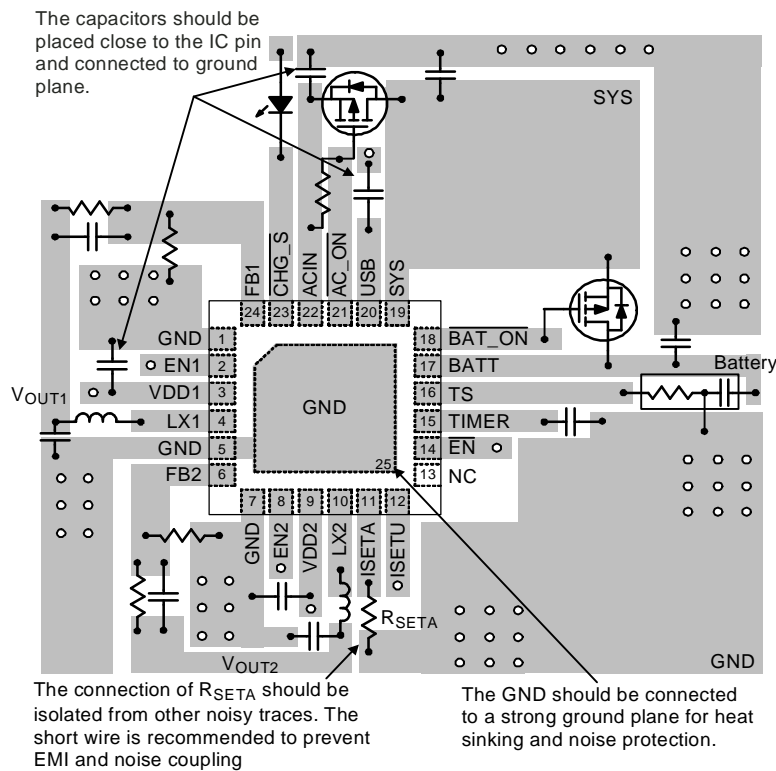 The capacitors should be
placed close to the IC pin
and connected to ground
plane.
SYS
FB1
CHG_S
ACIN
AC_ON
USB
SYS
24 23 22 21 20 19
GND 1
EN1 2
VDD1 3
LX1 4
GND 5
FB2 6
VOUT1
GND
25
18 BAT_ON
17 BATT
16 TS
15 TIMER
14 EN
13 NC
Battery
7 8 9 10 11 12
GND
EN2
VDD2
LX2
ISETA
ISETU
RSETA
VOUT2
GND
The connection of RSETA should be
isolated from other noisy traces. The
short wire is recommended to prevent
EMI and noise coupling
The GND should be connected
to a strong ground plane for heat
sinking and noise protection.